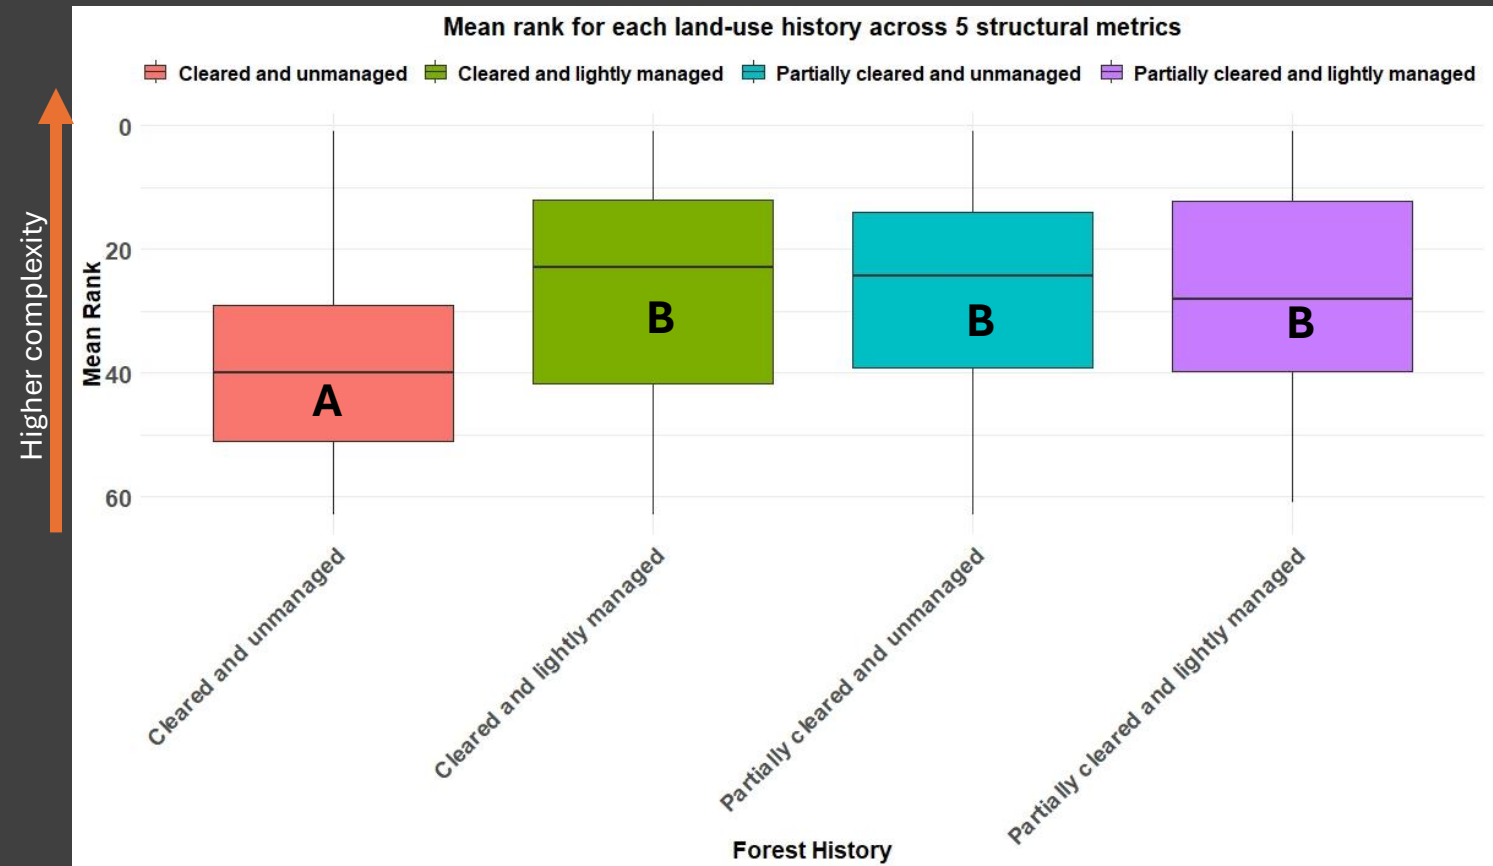 Mean rank for each land-use history across 5 structural metrics
Cleared and unmanaged
Cleared and lightly managed
Partially cleared and unmanaged
Partially cleared and lightly managed
Higher complexity
Mean Rank
0
20
40
60
A
B
B
B
Cleared and unmanaged
Cleared and lightly managed
Partially cleared and unmanaged
Partially cleared and lightly managed
Forest History